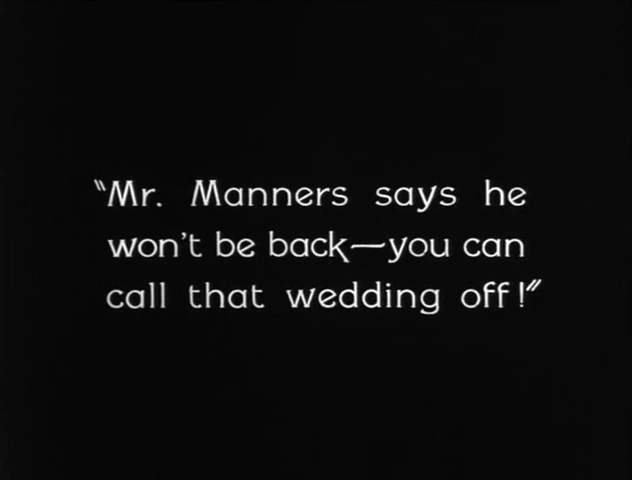 "Mr. Manners says he
won't be back—you can
call that wedding off!"